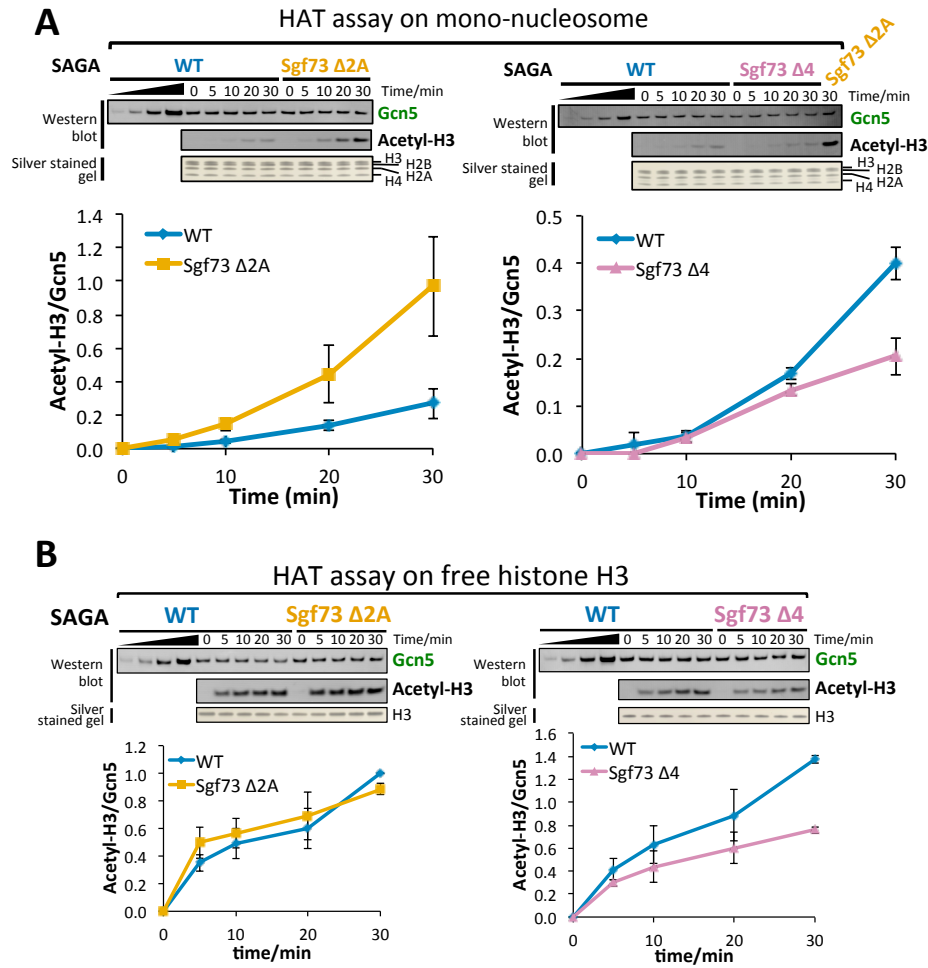 A
HAT assay on mono-nucleosome
SAGA WT Sgf73 Δ2A
0 5 10 20 30 0 5 10 20 30 Time/min
Western blot
Gcn5
Acetyl-H3
Silver stained gel
H3
H2B
H2A
H4
SAGA WT Sgf73 Δ4 Sgf73 Δ2A
0 5 10 20 30 0 5 10 20 30 30 Time/min
Western blot
Gcn5
Acetyl-H3
Silver stained gel
H3
H2B
H2A
H4
Acetyl-H3/Gcn5
1.4
1.2
1.0
0.8
0.6
0.4
0.2
0.0
WT
Sgf73 Δ2A
0 10 20 30
Time (min)
Acetyl-H3/Gcn5
0.5
0.4
0.3
0.2
0.1
0.0
WT
Sgf73 Δ4
0 10 20 30
Time (min)
B
HAT assay on free histone H3
SAGA WT Sgf73 Δ2A
0 5 10 20 30 0 5 10 20 30 Time/min
Western blot
Gcn5
Acetyl-H3
Silver stained gel
H3
WT Sgf73 Δ4
0 5 10 20 30 0 5 10 20 30 Time/min
Western blot
Gcn5
Acetyl-H3
Silver stained gel
H3
Acetyl-H3/Gcn5
1.2
1.0
0.8
0.6
0.4
0.2
0.0
WT
Sgf73 Δ2A
0 10 20 30
time/min
Acetyl-H3/Gcn5
1.6
1.4
1.2
1.0
0.8
0.6
0.4
0.2
0.0
WT
Sgf73 Δ4
0 10 20 30
time/min